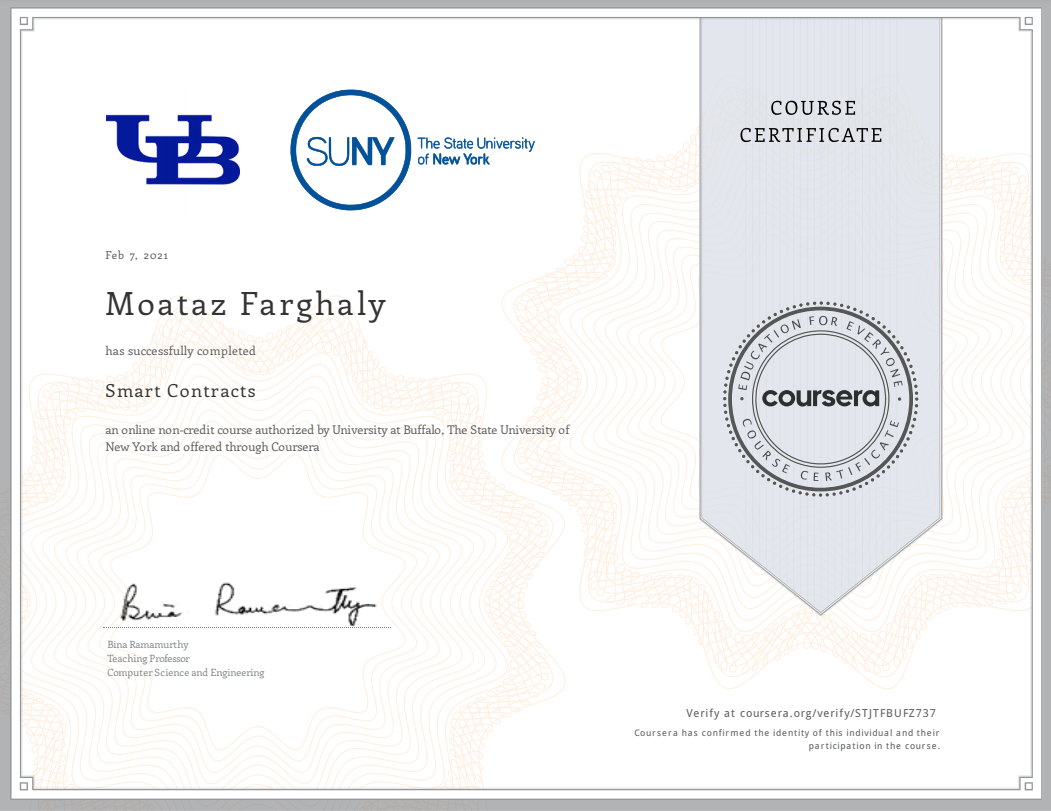 UB
SUNY
The State University
of New York
COURSE
CERTIFICATE
Feb 7, 2021
Moataz Farghaly
has successfully completed
Smart Contracts
an online non-credit course authorized by University at Buffalo, The State University of
New York and offered through Coursera
EDUCATION FOR EVERYONE
coursera
COURSE CERTIFICATE
Bina Ramamurthy
Bina Ramamurthy
Teaching Professor
Computer Science and Engineering
Verify at coursera.org/verify/STJTFBUFZ737
Coursera has confirmed the identity of this individual and their
participation in the course.